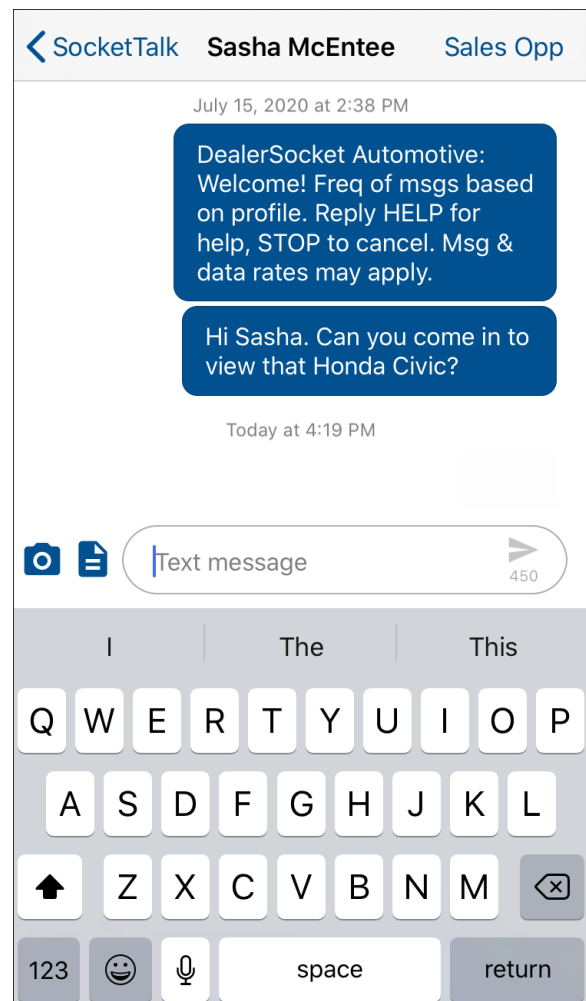 SocketTalk Sasha McEntee Sales Opp
July 15, 2020 at 2:38 PM
DealerSocket Automotive:
Welcome! Freq of msgs based
on profile. Reply HELP for
help, STOP to cancel. Msg &
data rates may apply.
Hi Sasha. Can you come in to
view that Honda Civic?
Today at 4:19 PM
Text message
450
I The This
Q W E R T Y U I O P
A S D F G H J K L
Z X C V B N M
123 space return